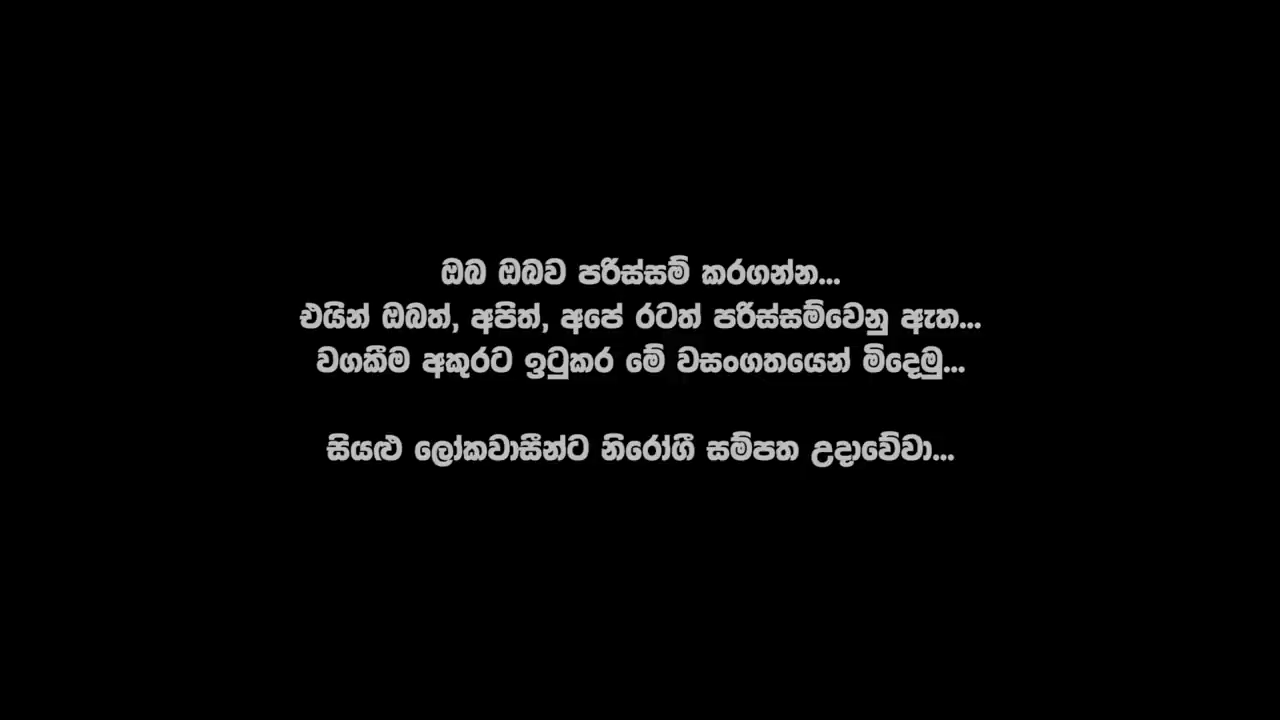 ඔබ ඔබව පරිස්සම් කරගන්න...
එයින් ඔබත්, අපිත්, අපේ රටත් පරිස්සම්වෙනු ඇත...
වගකීම අකුරට ඉටුකර මේ වසංගතයෙන් මිදෙමු...
සියළු ලෝකවාසීන්ට නිරෝගී සම්පත උදාවේවා...